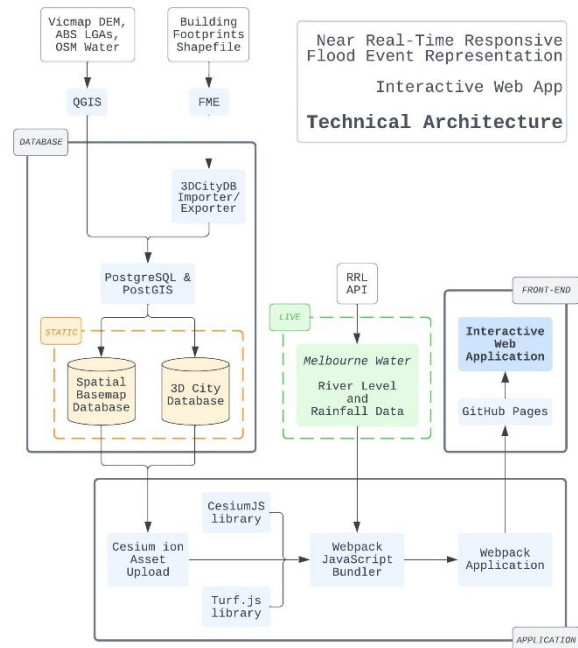 Vicmap DEM,
ABS LGAs,
OSM Water
Building
Footprints
Shapefile
Near Real-Time Responsive
Flood Event Representation
Interactive Web App
Technical Architecture
QGIS
FME
DATABASE
3DCityDB
Importer/
Exporter
PostgreSQL &
PostGIS
RRL
API
FRONT-END
STATIC
LIVE
Spatial
Basemap
Database
3D City
Database
Melbourne Water
River Level
and
Rainfall Data
Interactive
Web
Application
GitHub Pages
CesiumJS
library
Cesium ion
Asset
Upload
Webpack
JavaScript
Bundler
Webpack
Application
Turf.js
library
APPLICATION